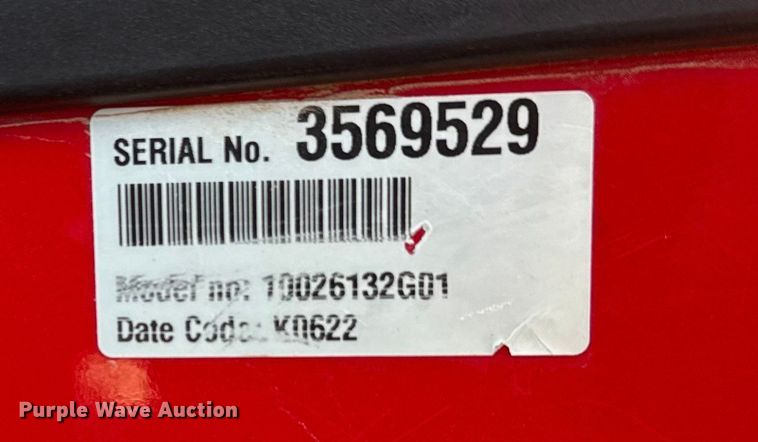 SERIAL No. 3569529
Model no: 10026132G01
Date Code: K0622
Purple Wave Auction